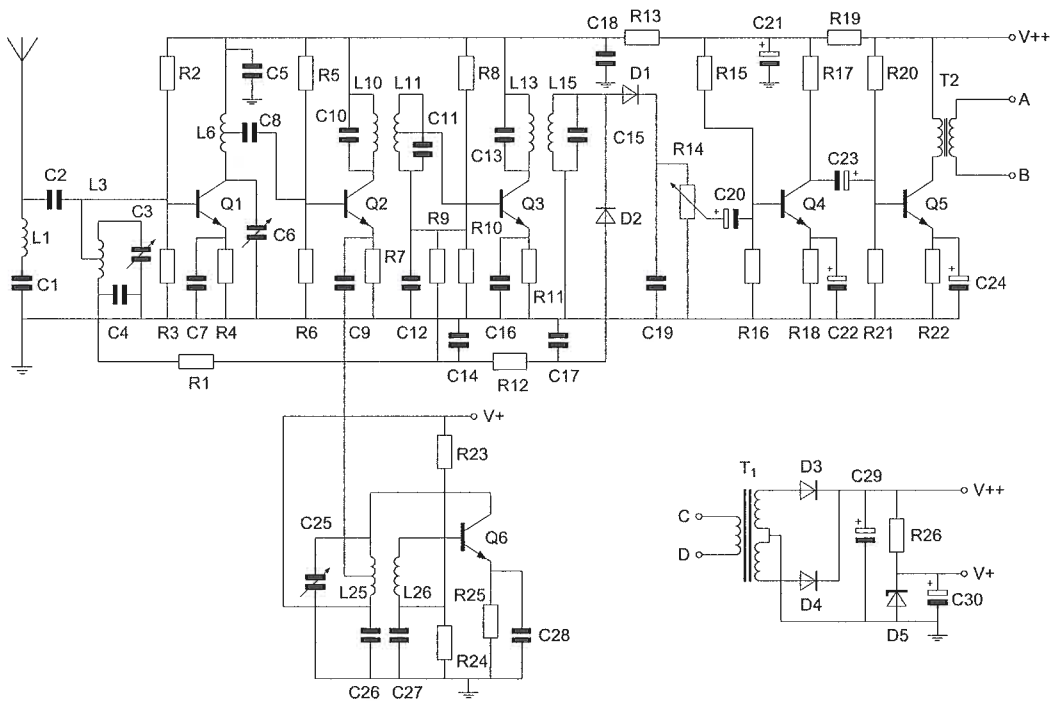 C18 R13 C21 R19
V++
R2 C5 R5 L10 L11 R8 L13 L15 D1 R15 R17 R20 T2
L6 C8 C10 C11 C13 C15 A
R14 C23
C2 L3 B
C3 Q1 C6 Q2 R9 Q3 D2 C20 Q4 Q5
L1 R7 R10
C1 R11 C24
C4 R3 C7 R4 R6 C9 C12 C16 C19 R16 R18 C22 R21 R22
R1 C14 R12 C17
V+
R23
T1 D3 C29
V++
C25 Q6 C R26
D
V+
L25 L26 R25 D4 C30
C28 D5
R24
C26 C27